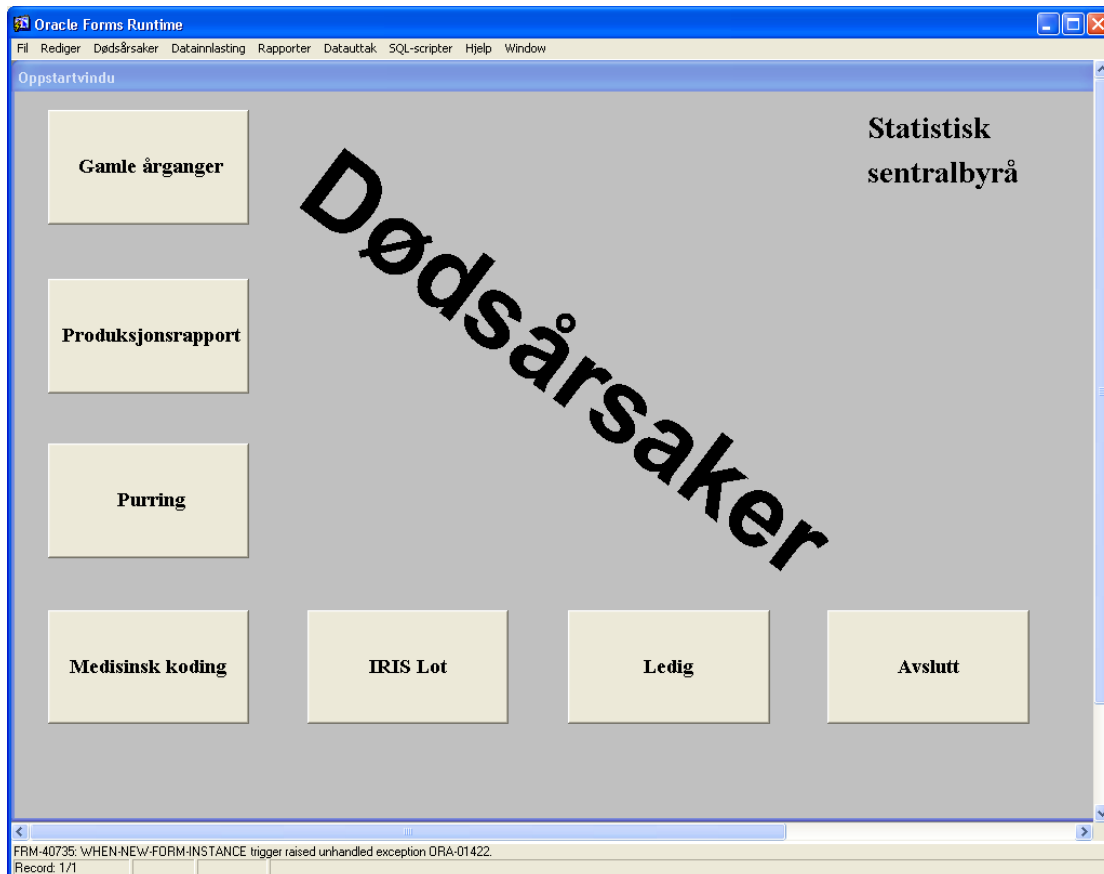 Oracle Forms Runtime
Fil Rediger Dødsårsaker Datainnlasting Rapporter Datauttak SQL-scripter Hjelp Window
Oppstartvindu
Gamle årganger
Statistisk
sentralbyrå
Dødsårsaker
Produksjonsrapport
Purring
Medisinsk koding
IRIS Lot
Ledig
Avslutt
FRM-40735: WHEN-NEW-FORM-INSTANCE trigger raised unhandled exception ORA-01422.
Record: 1/1